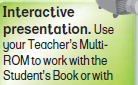 Interactive
presentation. Use
your Teacher's Multi-
ROM to work with the
Student's Book or with